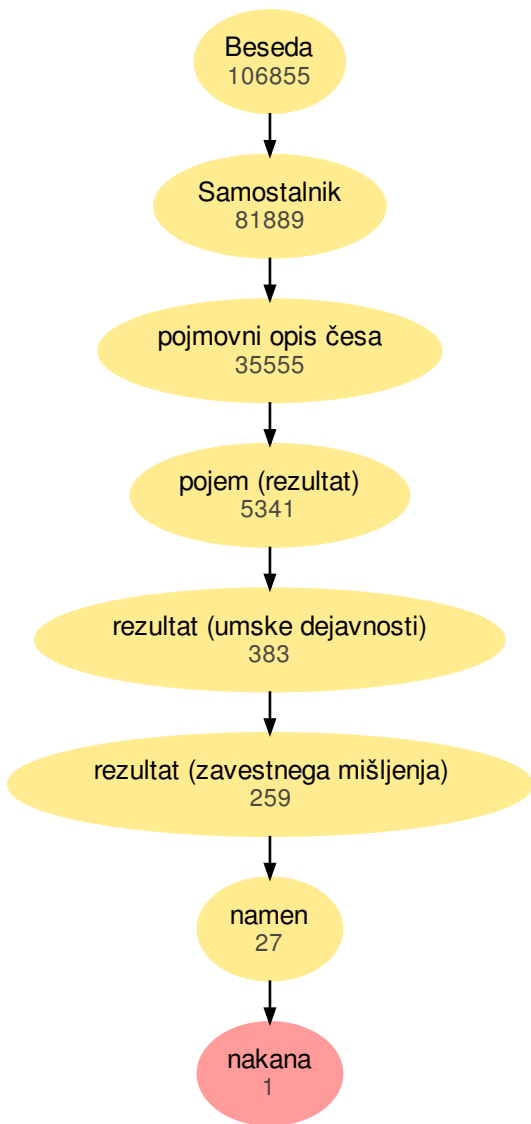 Beseda
106855
Samostalnik
81889
pojmovni opis česa
35555
pojem (rezultat)
5341
rezultat (umske dejavnosti)
383
rezultat (zavestnega mišljenja)
259
namen
27
nakana
1